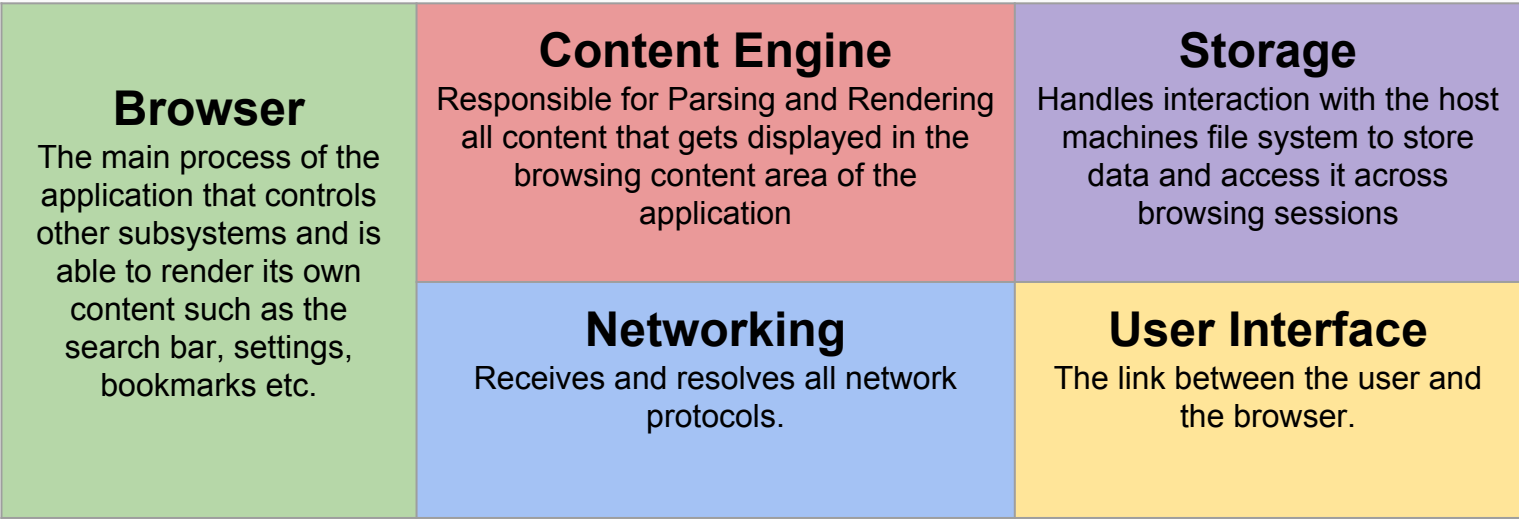 Browser
The main process of the
application that controls
other subsystems and is
able to render its own
content such as the
search bar, settings,
bookmarks etc.
Content Engine
Responsible for Parsing and Rendering
all content that gets displayed in the
browsing content area of the
application
Storage
Handles interaction with the host
machines file system to store
data and access it across
browsing sessions
Networking
Receives and resolves all network
protocols.
User Interface
The link between the user and
the browser.